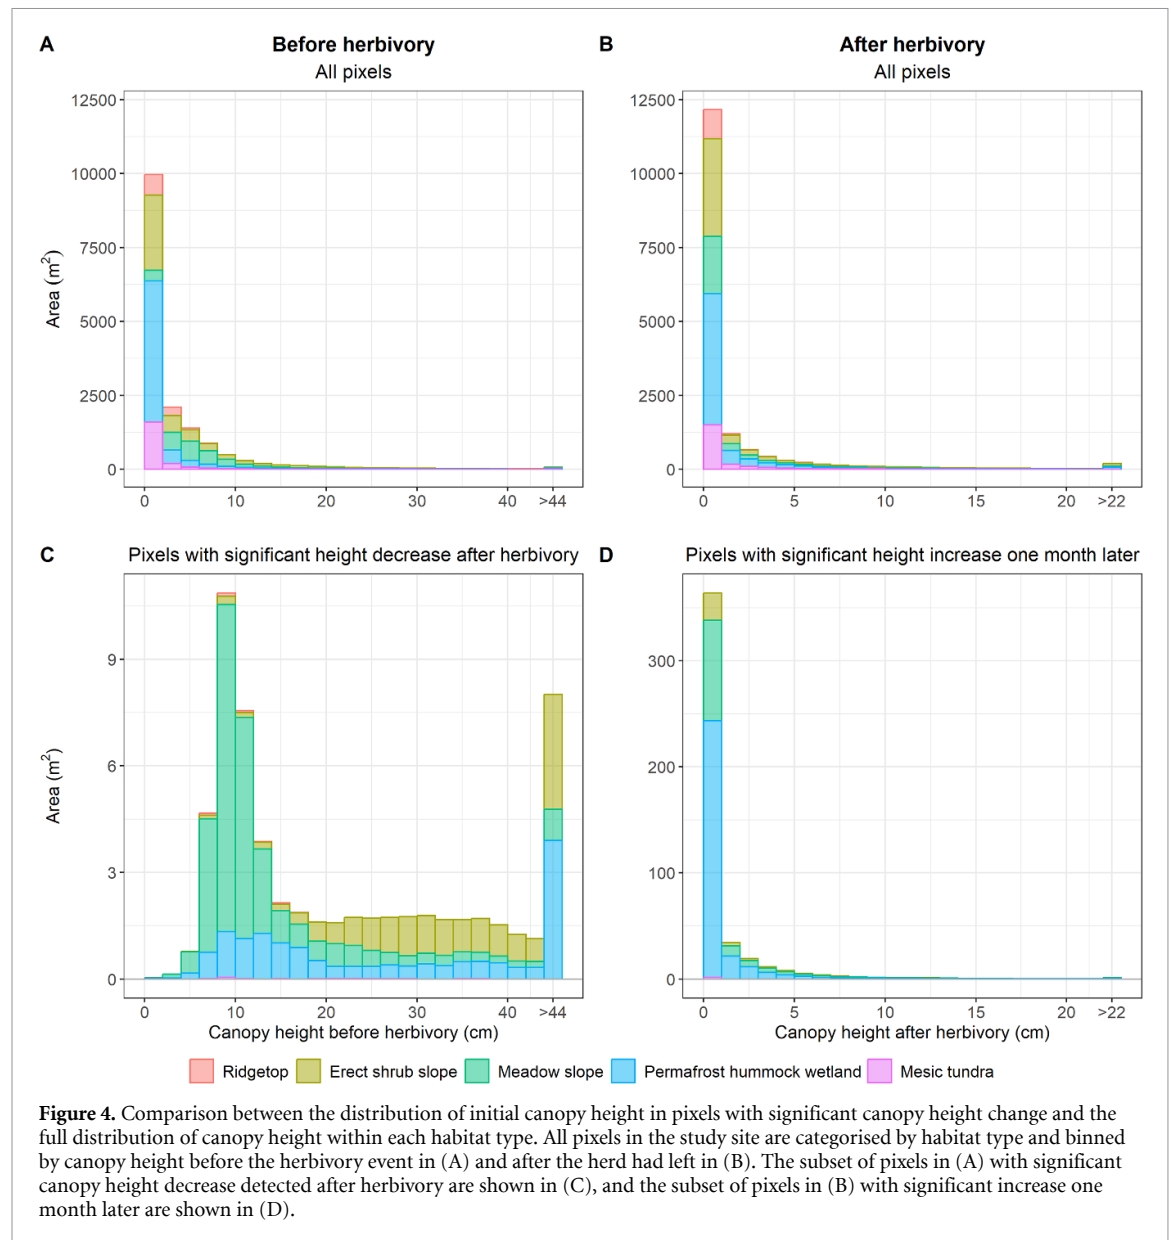 A
Before herbivory
All pixels
12500
10000
7500
5000
2500
0
Area (m²)
0
10
20
30
40
>44
B
After herbivory
All pixels
12500
10000
7500
5000
2500
0
0
5
10
15
20
>22
C
Pixels with significant height decrease after herbivory
9
6
3
0
Area (m²)
0
10
20
30
40
>44
Canopy height before herbivory (cm)
D
Pixels with significant height increase one month later
300
200
100
0
0
5
10
15
20
>22
Canopy height after herbivory (cm)
Ridgetop
Erect shrub slope
Meadow slope
Permafrost hummock wetland
Mesic tundra
Figure 4. Comparison between the distribution of initial canopy height in pixels with significant canopy height change and the
full distribution of canopy height within each habitat type. All pixels in the study site are categorised by habitat type and binned
by canopy height before the herbivory event in (A) and after the herd had left in (B). The subset of pixels in (A) with significant
canopy height decrease detected after herbivory are shown in (C), and the subset of pixels in (B) with significant increase one
month later are shown in (D).